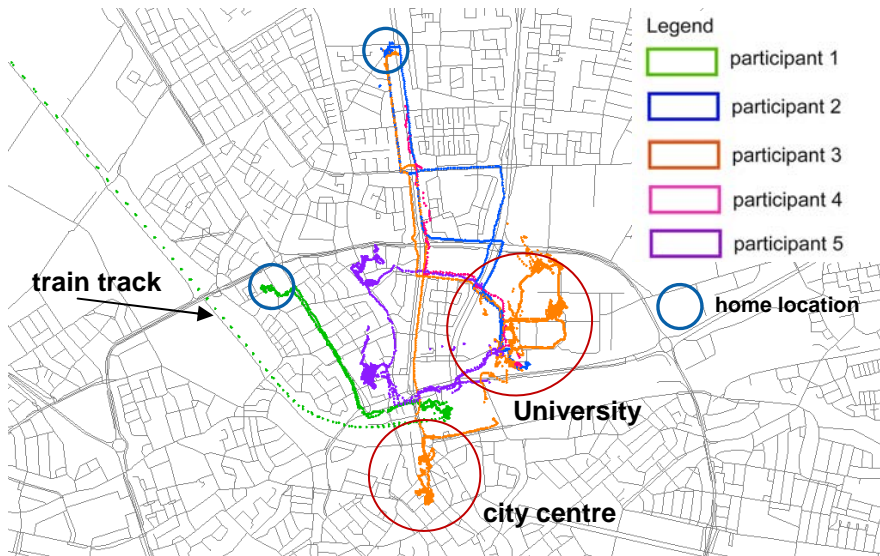 Legend
participant 1
participant 2
participant 3
participant 4
participant 5
train track
home location
University
city centre